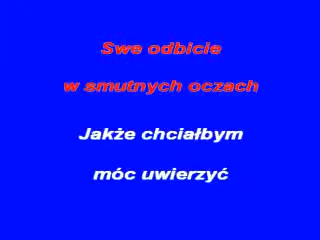 Swe odbicie
w smutnych oczach
Jakże chciałbym
móc uwierzyć